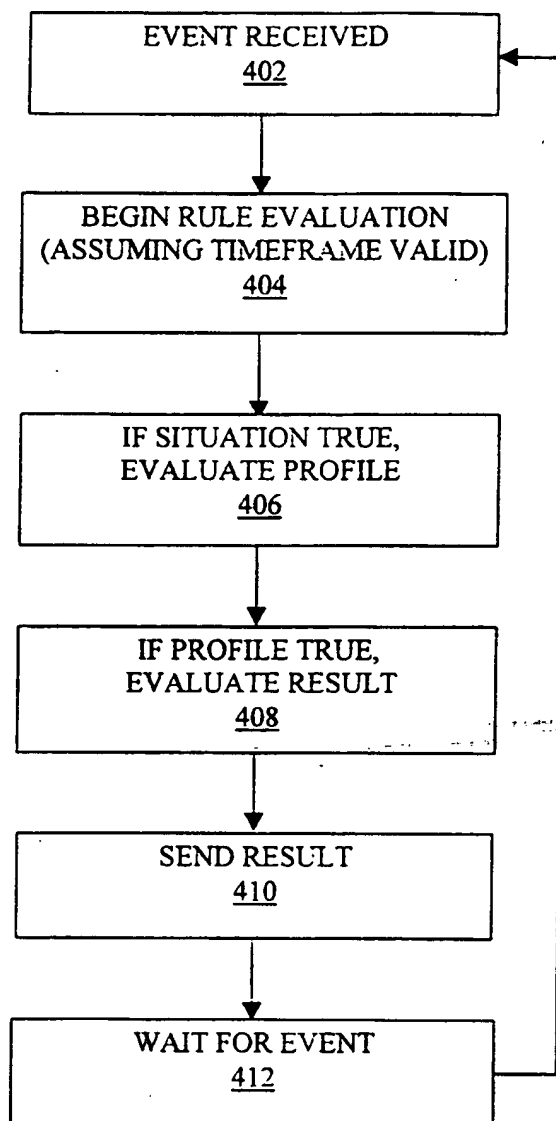 EVENT RECEIVED
402
BEGIN RULE EVALUATION
(ASSUMING TIMEFRAME VALID)
404
IF SITUATION TRUE,
EVALUATE PROFILE
406
IF PROFILE TRUE,
EVALUATE RESULT
408
SEND RESULT
410
WAIT FOR EVENT
412